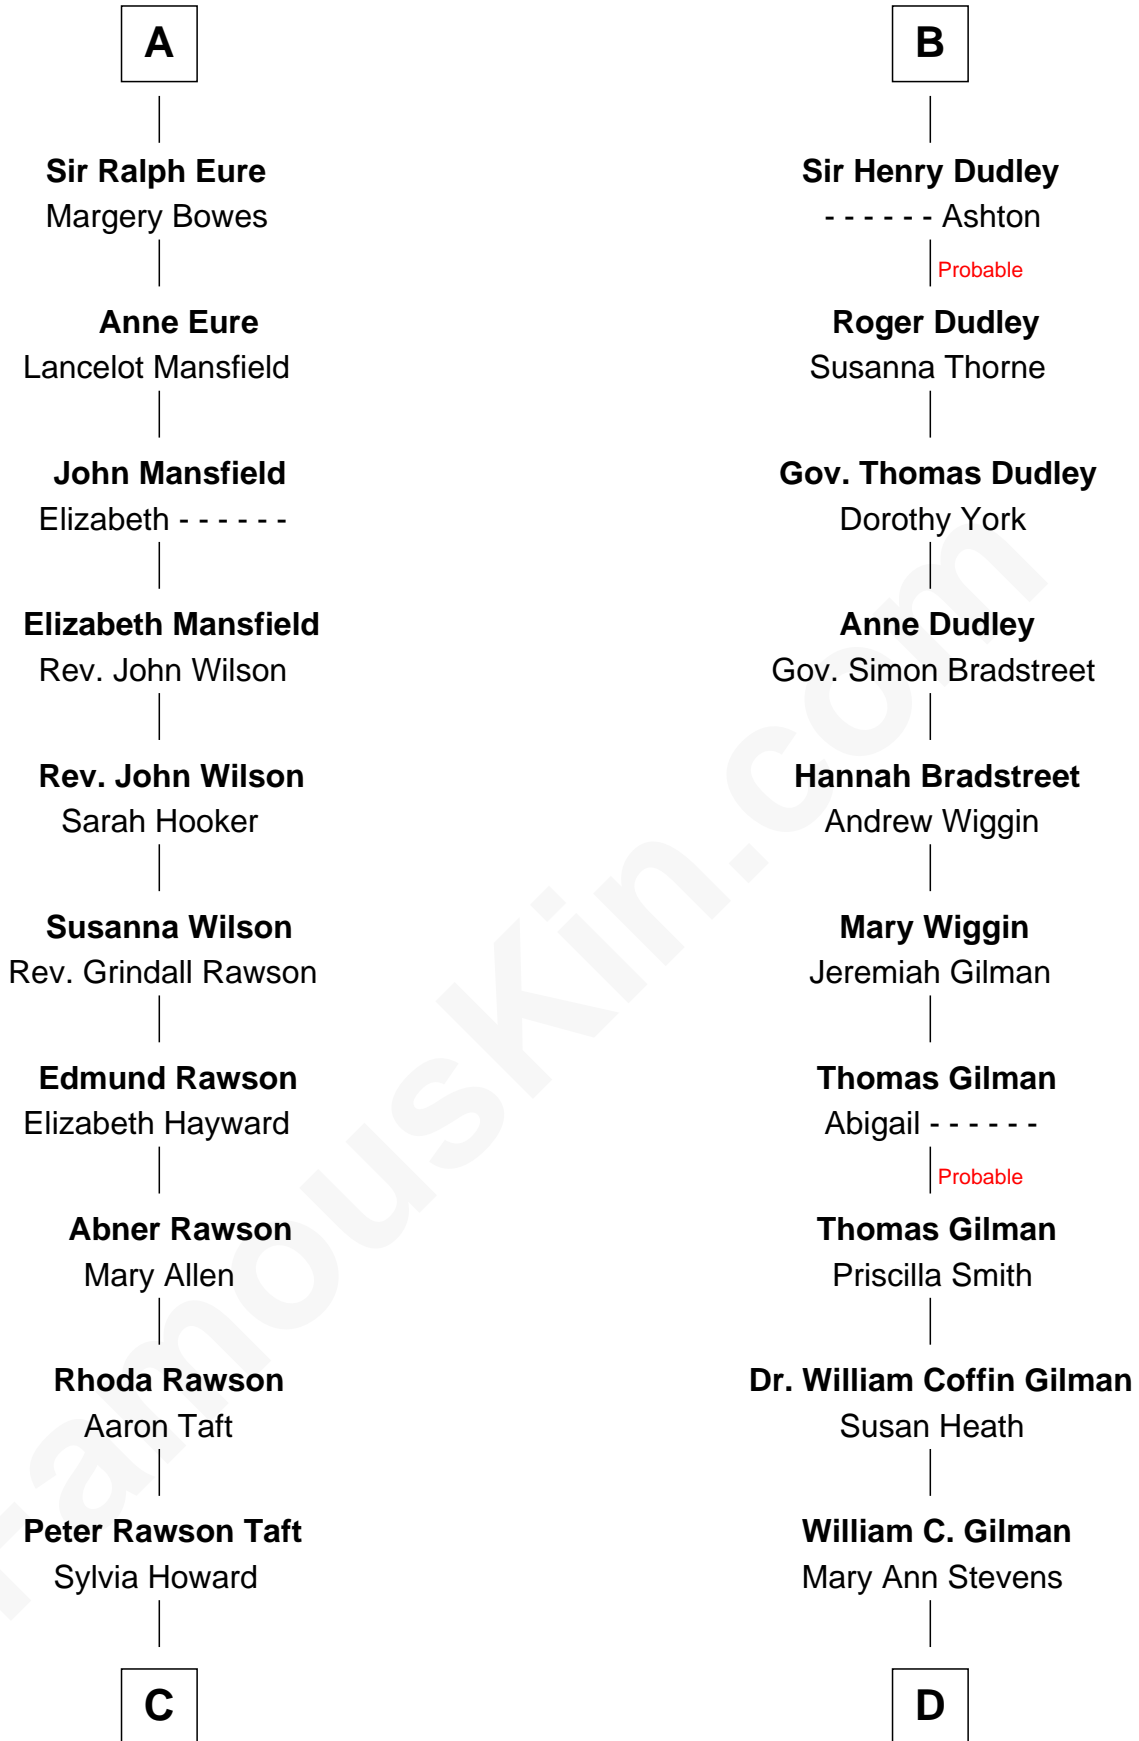 A
Sir Ralph Eure
Margery Bowes
Anne Eure
Lancelot Mansfield
John Mansfield
Elizabeth - - - - - -
Elizabeth Mansfield
Rev. John Wilson
Rev. John Wilson
Sarah Hooker
Susanna Wilson
Rev. Grindall Rawson
Edmund Rawson
Elizabeth Hayward
Abner Rawson
Mary Allen
Rhoda Rawson
Aaron Taft
Peter Rawson Taft
Sylvia Howard
C
B
Sir Henry Dudley
- - - - - - Ashton
Probable
Roger Dudley
Susanna Thorne
Gov. Thomas Dudley
Dorothy York
Anne Dudley
Gov. Simon Bradstreet
Hannah Bradstreet
Andrew Wiggin
Mary Wiggin
Jeremiah Gilman
Thomas Gilman
Abigail - - - - - -
Probable
Thomas Gilman
Priscilla Smith
Dr. William Coffin Gilman
Susan Heath
William C. Gilman
Mary Ann Stevens
D
FamousKin.com